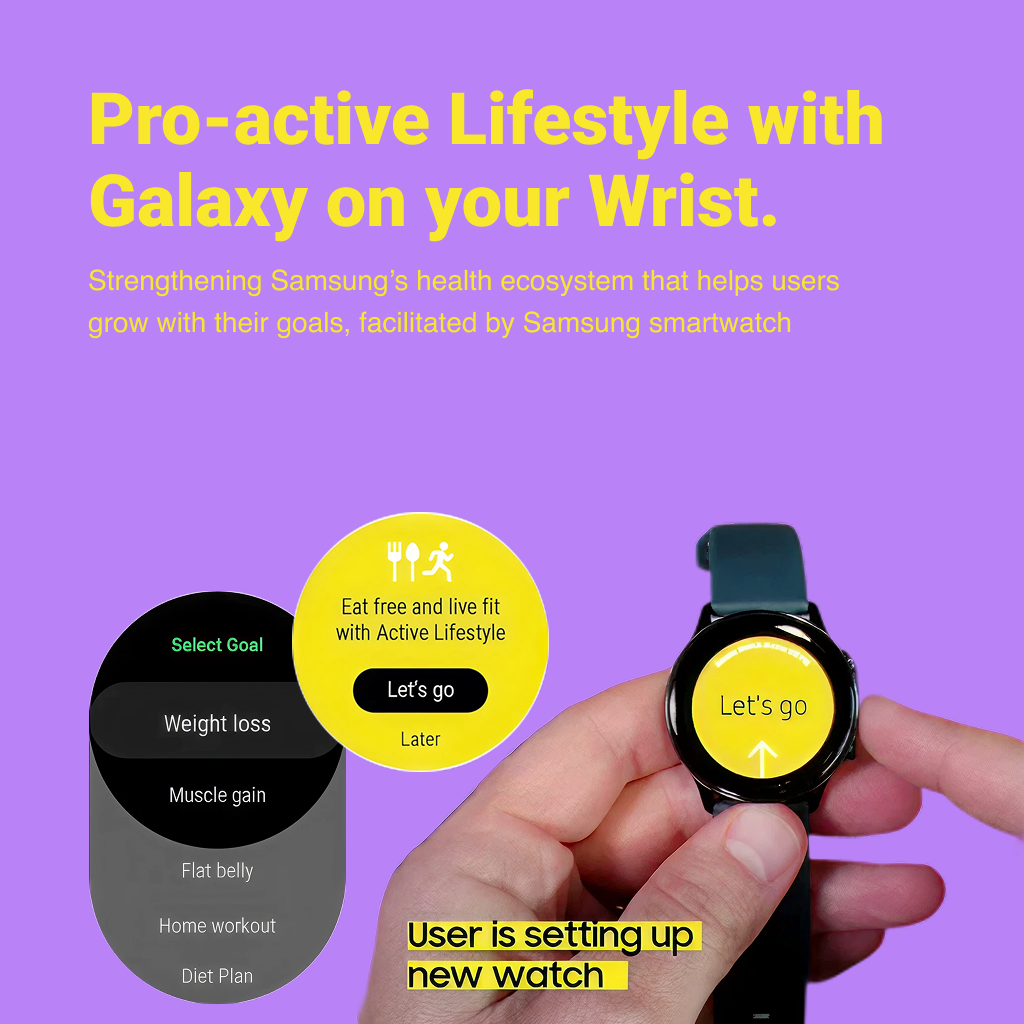 Pro-active Lifestyle with
Galaxy on your Wrist.
Strengthening Samsung’s health ecosystem that helps users
grow with their goals, facilitated by Samsung smartwatch
Select Goal
Weight loss
Muscle gain
Flat belly
Home workout
Diet Plan
Eat free and live fit
with Active Lifestyle
Let‘s go
Later
Let's go
User is setting up
new watch